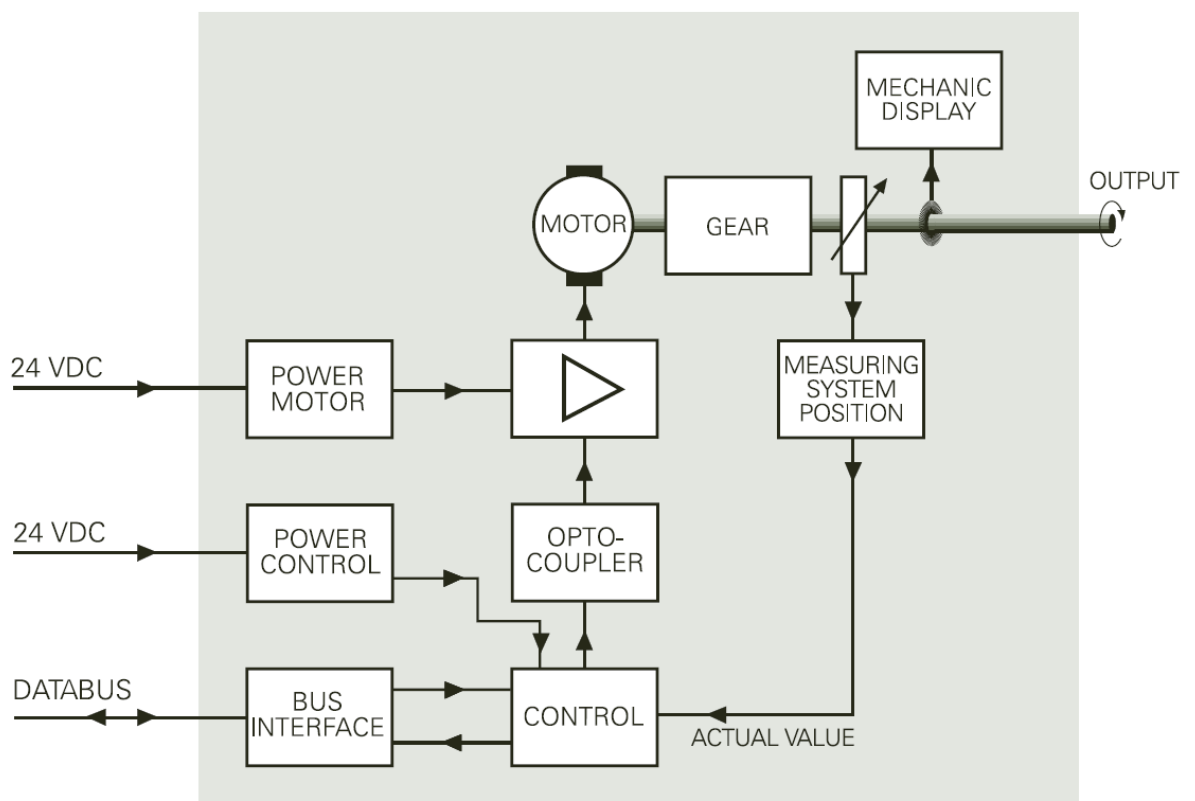 MECHANIC
DISPLAY
OUTPUT
MOTOR
GEAR
24 VDC
POWER
MOTOR
MEASURING
SYSTEM
POSITION
24 VDC
POWER
CONTROL
OPTO-
COUPLER
DATABUS
BUS
INTERFACE
CONTROL
ACTUAL VALUE